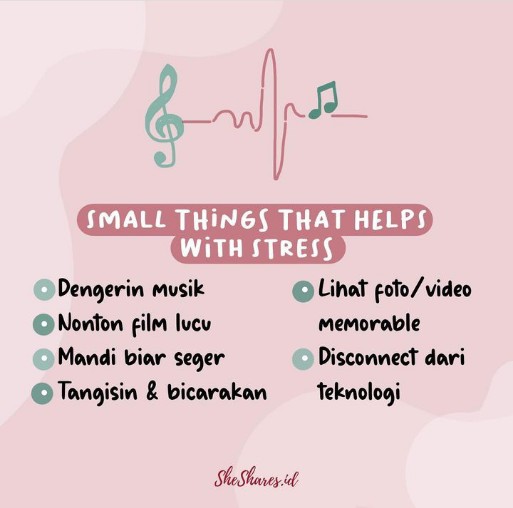 SMALL THINGS THAT HELPS
WITH STRESS
Dengerin musik
Nonton film lucu
Mandi biar seger
Tangisin & bicarakan
Lihat foto/video
memorable
Disconnect dari
teknologi
SheShares.id